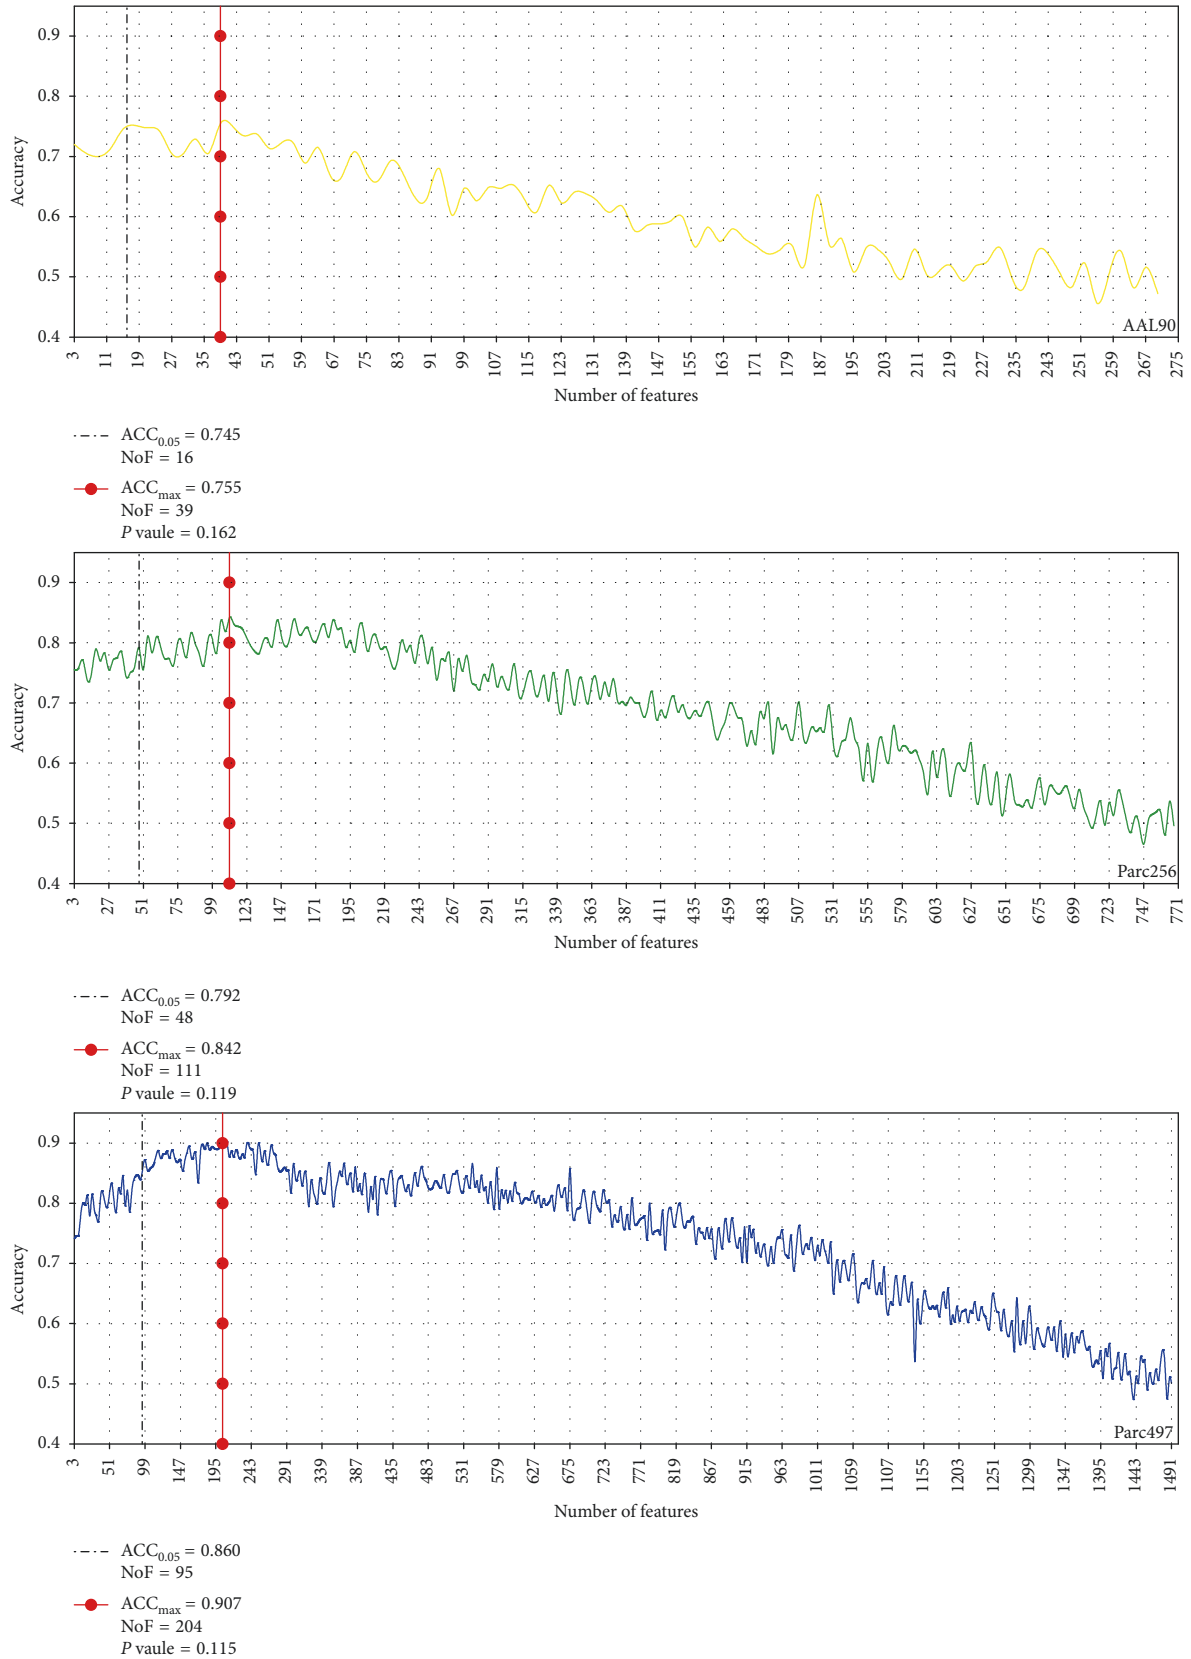 0.9
0.8
0.7
0.6
0.5
0.4
Accuracy
AAL90
3 11 19 27 35 43 51 59 67 75 83 91 99 107 115 123 131 139 147 155 163 171 179 187 195 203 211 219 227 235 243 251 259 267 275
Number of features
ACC0.05 = 0.745
NoF = 16
ACCmax = 0.755
NoF = 39
P vaule = 0.162
0.9
0.8
0.7
0.6
0.5
0.4
Accuracy
Parc256
3 27 51 75 99 123 147 171 195 219 243 267 291 315 339 363 387 411 435 459 483 507 531 555 579 603 627 651 675 699 723 747 771
Number of features
ACC0.05 = 0.792
NoF = 48
ACCmax = 0.842
NoF = 111
P vaule = 0.119
0.9
0.8
0.7
0.6
0.5
0.4
Accuracy
Parc497
3 51 99 147 195 243 291 339 387 435 483 531 579 627 675 723 771 819 867 915 963 1011 1059 1107 1155 1203 1251 1299 1347 1395 1443 1491
Number of features
ACC0.05 = 0.860
NoF = 95
ACCmax = 0.907
NoF = 204
P vaule = 0.115